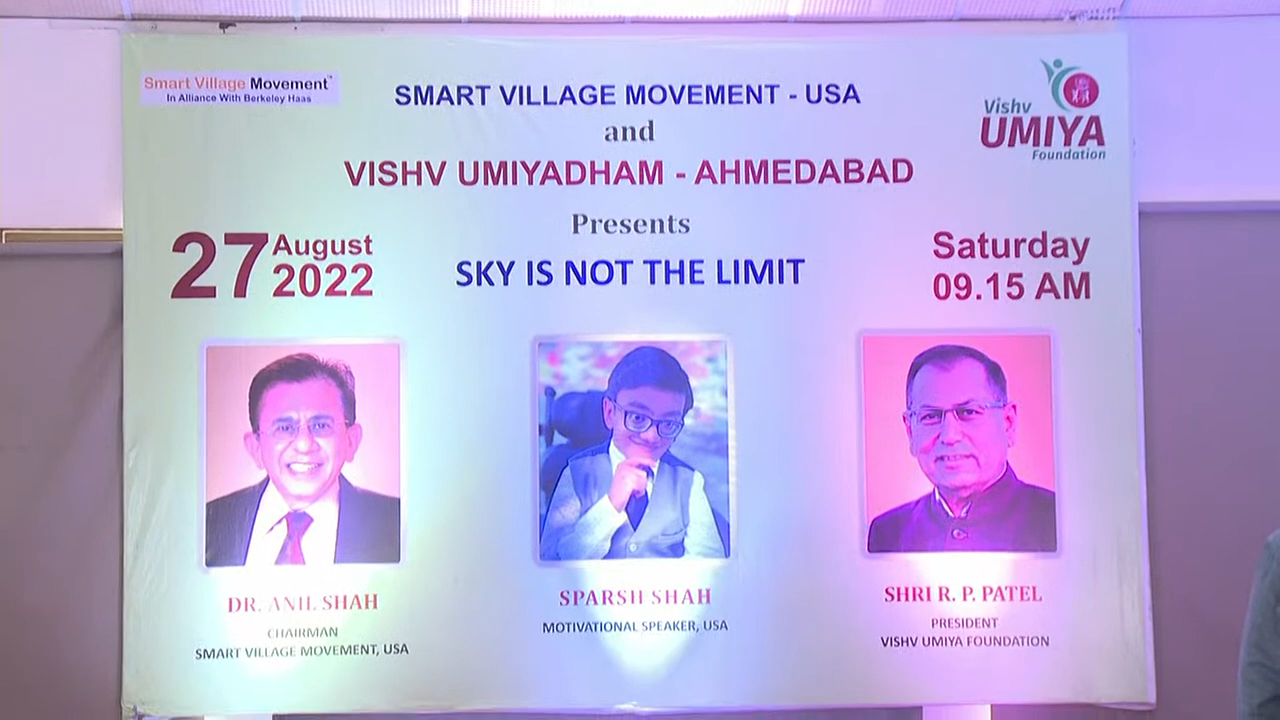 Smart Village Movement™
In Alliance With Berkeley Haas
SMART VILLAGE MOVEMENT - USA
and
VISHV UMIYADHAM - AHMEDABAD
Vishv
UMIYA
Foundation
Presents
27 August
2022
SKY IS NOT THE LIMIT
Saturday
09.15 AM
DR. ANIL SHAH
CHAIRMAN
SMART VILLAGE MOVEMENT, USA
SPARSH SHAH
MOTIVATIONAL SPEAKER, USA
SHRI R. P. PATEL
PRESIDENT
VISHV UMIYA FOUNDATION